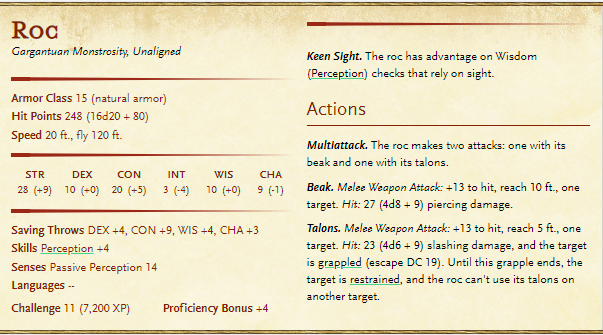 Roc
Gargantuan Monstrosity, Unaligned
Armor Class 15 (natural armor)
Hit Points 248 (16d20 + 80)
Speed 20 ft., fly 120 ft.
STR DEX CON INT WIS CHA
28 (+9) 10 (+0) 20 (+5) 3 (-4) 10 (+0) 9 (-1)
Saving Throws DEX +4, CON +9, WIS +4, CHA +3
Skills Perception +4
Senses Passive Perception 14
Languages --
Challenge 11 (7,200 XP) Proficiency Bonus +4
Keen Sight. The roc has advantage on Wisdom
(Perception) checks that rely on sight.
Actions
Multiattack. The roc makes two attacks: one with its
beak and one with its talons.
Beak. Melee Weapon Attack: +13 to hit, reach 10 ft., one
target. Hit: 27 (4d8 + 9) piercing damage.
Talons. Melee Weapon Attack: +13 to hit, reach 5 ft., one
target. Hit: 23 (4d6 + 9) slashing damage, and the target
is grappled (escape DC 19). Until this grapple ends, the
target is restrained, and the roc can't use its talons on
another target.